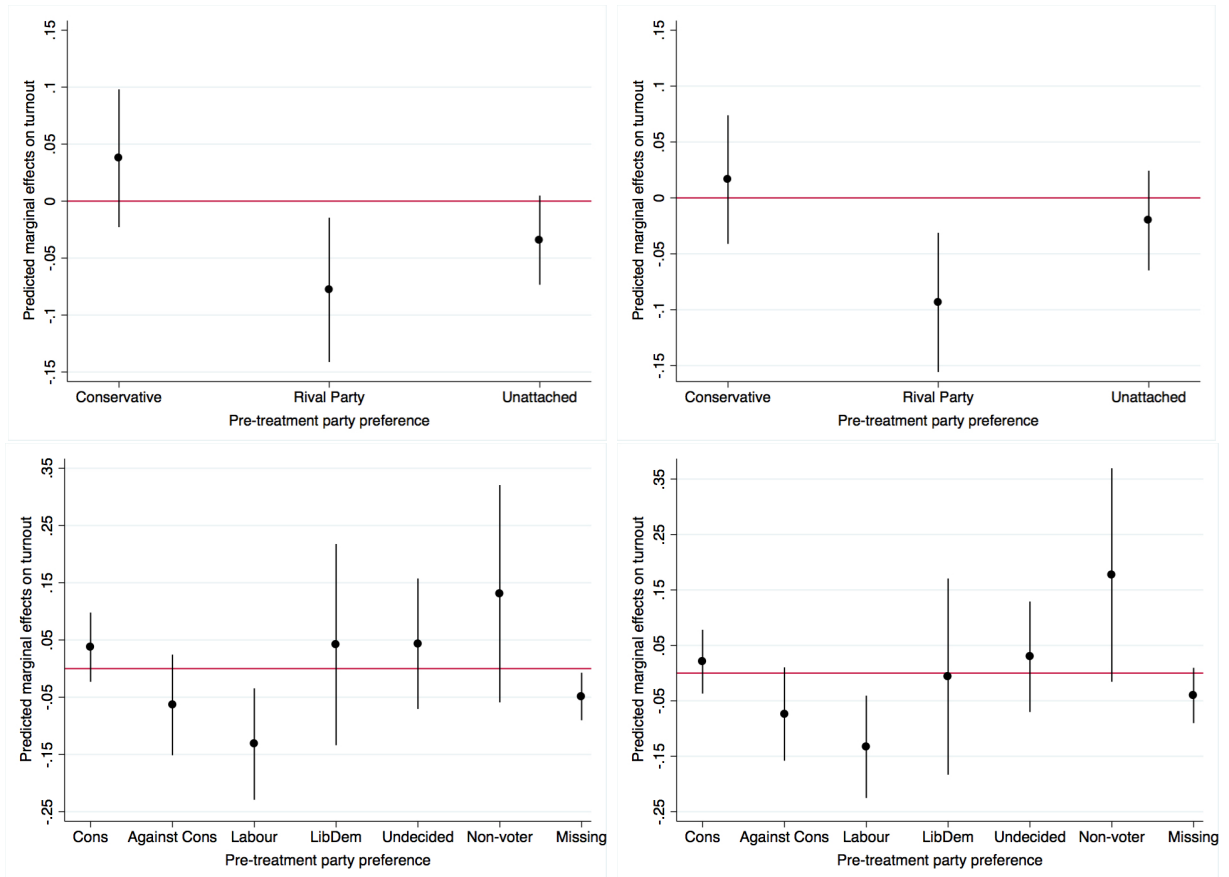 Predicted marginal effects on turnout
.15
.1
.05
0
-.05
-.1
-.15
Conservative Rival Party Unattached
Pre-treatment party preference
Predicted marginal effects on turnout
.15
.1
.05
0
-.05
-.1
-.15
Conservative Rival Party Unattached
Pre-treatment party preference
Predicted marginal effects on turnout
.35
.25
.15
.05
-.05
-.15
-.25
Cons Against Cons Labour LibDem Undecided Non-voter Missing
Pre-treatment party preference
Predicted marginal effects on turnout
.35
.25
.15
.05
-.05
-.15
-.25
Cons Against Cons Labour LibDem Undecided Non-voter Missing
Pre-treatment party preference